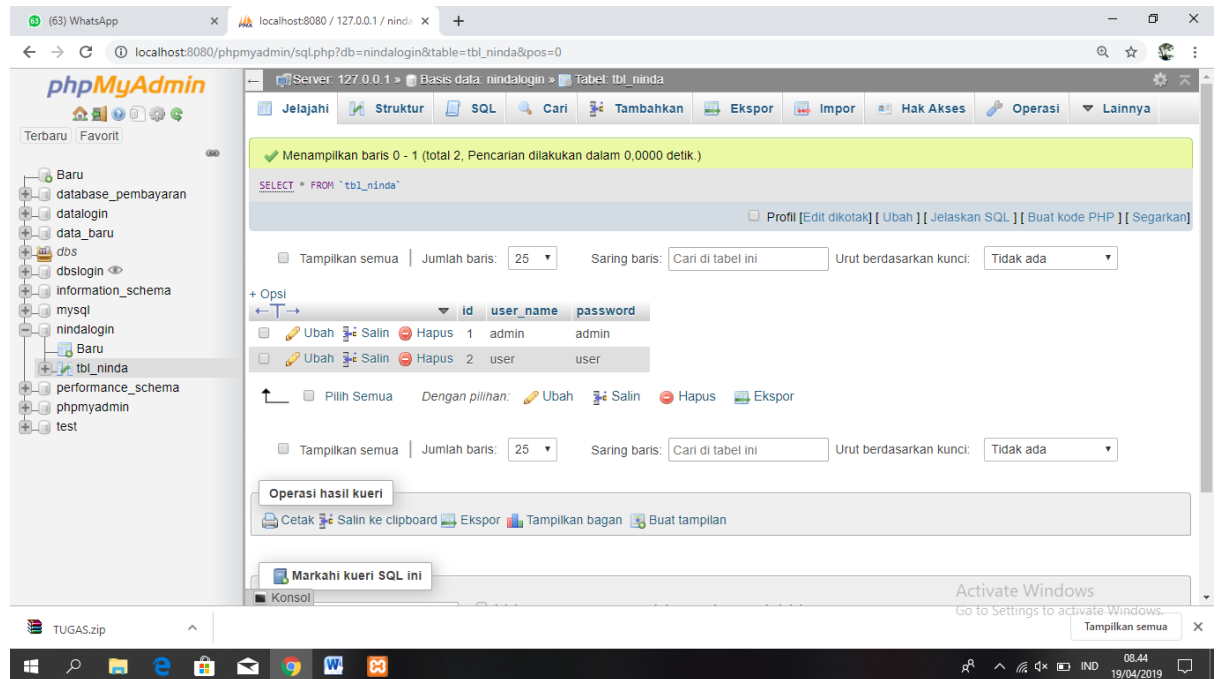 (63) WhatsApp
localhost:8080 / 127.0.0.1 / ninda
localhost:8080/phpmyadmin/sql.php?db=nindalogin&table=tbl_ninda&pos=0
phpMyAdmin
Terbaru Favorit
Baru
database_pembayaran
datalogin
data_baru
dbs
dbslogin
information_schema
mysql
nindalogin
Baru
tbl_ninda
performance_schema
phpmyadmin
test
Server: 127.0.0.1 » Basis data: nindalogin » Tabel: tbl_ninda
Jelajahi Struktur SQL Cari Tambahkan Ekspor Impor Hak Akses Operasi Lainnya
Menampilkan baris 0 - 1 (total 2, Pencarian dilakukan dalam 0,0000 detik.)
SELECT * FROM `tbl_ninda`
Profil [Edit dikotak] [ Ubah ] [ Jelaskan SQL ] [ Buat kode PHP ] [ Segarkan]
Tampilkan semua | Jumlah baris: 25 Saring baris: Cari di tabel ini Urut berdasarkan kunci: Tidak ada
+ Opsi
←T→ id user_name password
Ubah Salin Hapus 1 admin admin
Ubah Salin Hapus 2 user user
Pilih Semua Dengan pilihan: Ubah Salin Hapus Ekspor
Tampilkan semua | Jumlah baris: 25 Saring baris: Cari di tabel ini Urut berdasarkan kunci: Tidak ada
Operasi hasil kueri
Cetak Salin ke clipboard Ekspor Tampilkan bagan Buat tampilan
Markahi kueri SQL ini
Konsol
Activate Windows
Go to Settings to activate Windows.
TUGAS.zip
Tampilkan semua
IND
08.44
19/04/2019